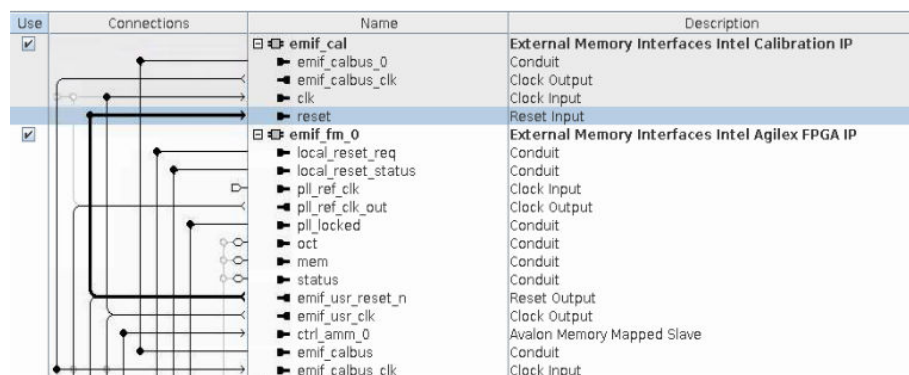 Use Connections Name Description
emif_cal External Memory Interfaces Intel Calibration IP
emif_calbus_0 Conduit
emif_calbus_clk Clock Output
clk Clock Input
reset Reset Input
emif_fm_0 External Memory Interfaces Intel Agilex FPGA IP
local_reset_req Conduit
local_reset_status Conduit
pll_ref_clk Clock Input
pll_ref_clk_out Clock Output
pll_locked Conduit
oct Conduit
mem Conduit
status Conduit
emif_usr_reset_n Reset Output
emif_usr_clk Clock Output
ctrl_amm_0 Avalon Memory Mapped Slave
emif_calbus Conduit
emif_calbus_clk Clock Input